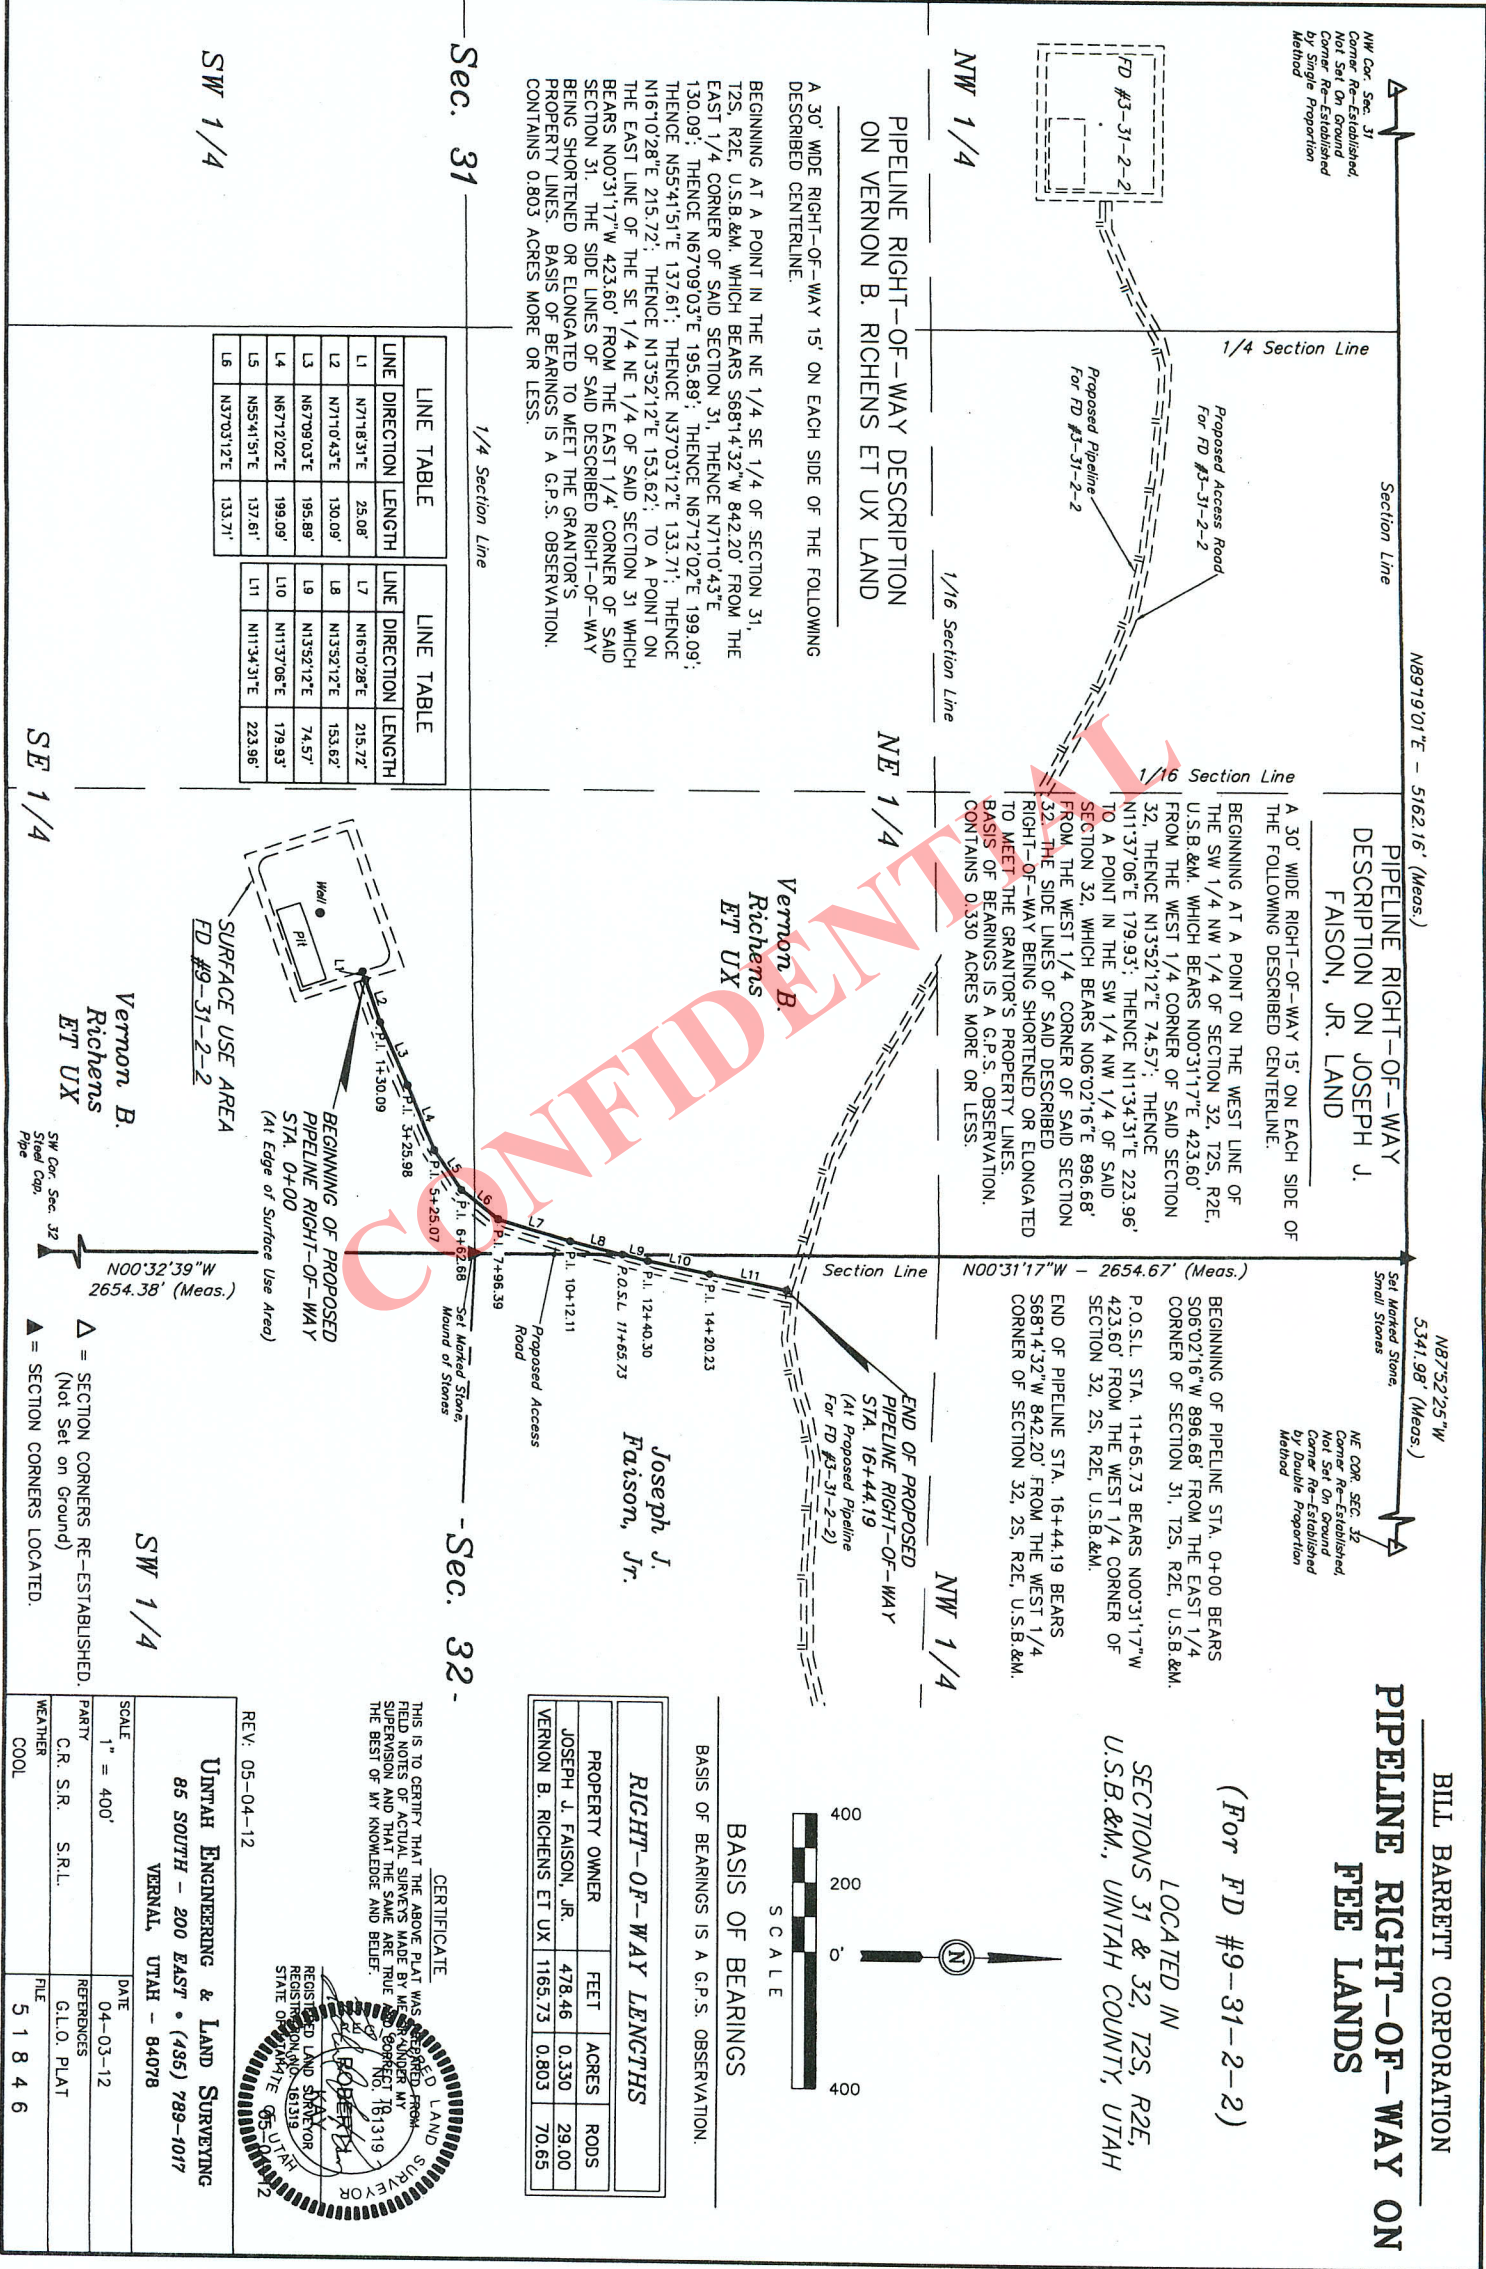 BILL BARRETT CORPORATION
PIPELINE RIGHT-OF-WAY ON
FEE LANDS
(For FD #9-31-2-2)
LOCATED IN
SECTIONS 31 & 32, T2S, R2E,
U.S.B.&M., UINTAH COUNTY, UTAH
NW Cor. Sec. 31
Corner Re-Established,
Not Set On Ground
Corner Re-Established
by Single Proportion
Method
Section Line
N89°19'01"E - 5162.16' (Meas.)
Set Marked Stone,
Small Stones
N87°52'25"W
5341.98' (Meas.)
NE COR. SEC. 32
Corner Re-Established,
Not Set On Ground
Corner Re-Established
by Double Proportion
Method
1/4 Section Line
1/16 Section Line
Proposed Access Road
For FD #3-31-2-2
Proposed Pipeline
For FD #3-31-2-2
FD #3-31-2-2
NW 1/4
1/16 Section Line
NE 1/4
NW 1/4
PIPELINE RIGHT-OF-WAY
DESCRIPTION ON JOSEPH J.
FAISON, JR. LAND
A 30' WIDE RIGHT-OF-WAY 15' ON EACH SIDE OF
THE FOLLOWING DESCRIBED CENTERLINE.
BEGINNING AT A POINT ON THE WEST LINE OF
THE SW 1/4 NW 1/4 OF SECTION 32, T2S, R2E,
U.S.B.&M. WHICH BEARS N00°31'17"E 423.60'
FROM THE WEST 1/4 CORNER OF SAID SECTION
32, THENCE N13°52'12"E 74.57'; THENCE
N11°37'06"E 179.93'; THENCE N11°34'31"E 223.96'
TO A POINT IN THE SW 1/4 NW 1/4 OF SAID
SECTION 32, WHICH BEARS N06°02'16"E 896.68'
FROM THE WEST 1/4 CORNER OF SAID SECTION
32. THE SIDE LINES OF SAID DESCRIBED
RIGHT-OF-WAY BEING SHORTENED OR ELONGATED
TO MEET THE GRANTOR'S PROPERTY LINES.
BASIS OF BEARINGS IS A G.P.S. OBSERVATION.
CONTAINS 0.330 ACRES MORE OR LESS.
BEGINNING OF PIPELINE STA. 0+00 BEARS
S06°02'16"W 896.68' FROM THE EAST 1/4
CORNER OF SECTION 31, T2S, R2E, U.S.B.&M.
P.O.S.L. STA. 11+65.73 BEARS N00°31'17"W
423.60' FROM THE WEST 1/4 CORNER OF
SECTION 32, 2S, R2E, U.S.B.&M.
END OF PIPELINE STA. 16+44.19 BEARS
S68°14'32"W 842.20' FROM THE WEST 1/4
CORNER OF SECTION 32, 2S, R2E, U.S.B.&M.
PIPELINE RIGHT-OF-WAY DESCRIPTION
ON VERNON B. RICHENS ET UX LAND
A 30' WIDE RIGHT-OF-WAY 15' ON EACH SIDE OF THE FOLLOWING
DESCRIBED CENTERLINE.
BEGINNING AT A POINT IN THE NE 1/4 SE 1/4 OF SECTION 31,
T2S, R2E, U.S.B.&M. WHICH BEARS S68°14'32"W 842.20' FROM THE
EAST 1/4 CORNER OF SAID SECTION 31, THENCE N71°10'43"E
130.09'; THENCE N67°09'03"E 195.89'; THENCE N67°12'02"E 199.09';
THENCE N55°41'51"E 137.61'; THENCE N37°03'12"E 133.71'; THENCE
N16°10'28"E 215.72'; THENCE N13°52'12"E 153.62'; TO A POINT ON
THE EAST LINE OF THE SE 1/4 NE 1/4 OF SAID SECTION 31 WHICH
BEARS N00°31'17"W 423.60' FROM THE EAST 1/4 CORNER OF SAID
SECTION 31. THE SIDE LINES OF SAID DESCRIBED RIGHT-OF-WAY
BEING SHORTENED OR ELONGATED TO MEET THE GRANTOR'S
PROPERTY LINES. BASIS OF BEARINGS IS A G.P.S. OBSERVATION.
CONTAINS 0.803 ACRES MORE OR LESS.
Section Line
N00°31'17"W - 2654.67' (Meas.)
Vernon B.
Richens
ET UX
END OF PROPOSED
PIPELINE RIGHT-OF-WAY
STA. 16+44.19
(At Proposed Pipeline
For FD #3-31-2-2)
Joseph J.
Faison, Jr.
L11
P.I. 14+20.23
L10
P.I. 12+40.30
L9
P.O.S.L. 11+65.73
L8
P.I. 10+12.11
L7
P.I. 7+96.39
L6
P.I. 6+62.68
L5
P.I. 5+25.07
L4
P.I. 3+25.98
L3
P.I. 1+30.09
L2
L1
Proposed Access
Road
Set Marked Stone,
Mound of Stones
Sec. 31
1/4 Section Line
Sec. 32
SW 1/4
LINE TABLE
LINE DIRECTION LENGTH
L1 N71°18'31"E 25.08'
L2 N71°10'43"E 130.09'
L3 N67°09'03"E 195.89'
L4 N67°12'02"E 199.09'
L5 N55°41'51"E 137.61'
L6 N37°03'12"E 133.71'
LINE TABLE
LINE DIRECTION LENGTH
L7 N16°10'28"E 215.72'
L8 N13°52'12"E 153.62'
L9 N13°52'12"E 74.57'
L10 N11°37'06"E 179.93'
L11 N11°34'31"E 223.96'
Well
Pit
SURFACE USE AREA
FD #9-31-2-2
BEGINNING OF PROPOSED
PIPELINE RIGHT-OF-WAY
STA. 0+00
(At Edge of Surface Use Area)
SE 1/4
Vernon B.
Richens
ET UX
SW Cor. Sec. 32
Steel Cap,
Pipe
N00°32'39"W
2654.38' (Meas.)
SW 1/4
△ = SECTION CORNERS RE-ESTABLISHED.
(Not Set on Ground)
▲ = SECTION CORNERS LOCATED.
N
400 200 0' 400
SCALE
BASIS OF BEARINGS
BASIS OF BEARINGS IS A G.P.S. OBSERVATION.
RIGHT-OF-WAY LENGTHS
PROPERTY OWNER FEET ACRES RODS
JOSEPH J. FAISON, JR. 478.46 0.330 29.00
VERNON B. RICHENS ET UX 1165.73 0.803 70.65
CERTIFICATE
THIS IS TO CERTIFY THAT THE ABOVE PLAT WAS PREPARED FROM
FIELD NOTES OF ACTUAL SURVEYS MADE BY ME OR UNDER MY
SUPERVISION AND THAT THE SAME ARE TRUE AND CORRECT TO
THE BEST OF MY KNOWLEDGE AND BELIEF.
REGISTERED LAND SURVEYOR
REGISTRATION NO. 161319
STATE OF UTAH
LAND SURVEYOR
No. 161319
ROBERT
KAY
STATE OF UTAH
REV: 05-04-12
UINTAH ENGINEERING & LAND SURVEYING
85 SOUTH - 200 EAST • (435) 789-1017
VERNAL, UTAH - 84078
SCALE
1" = 400'
DATE
04-03-12
PARTY
C.R. S.R. S.R.L.
REFERENCES
G.L.O. PLAT
WEATHER
COOL
FILE
51846
CONFIDENTIAL